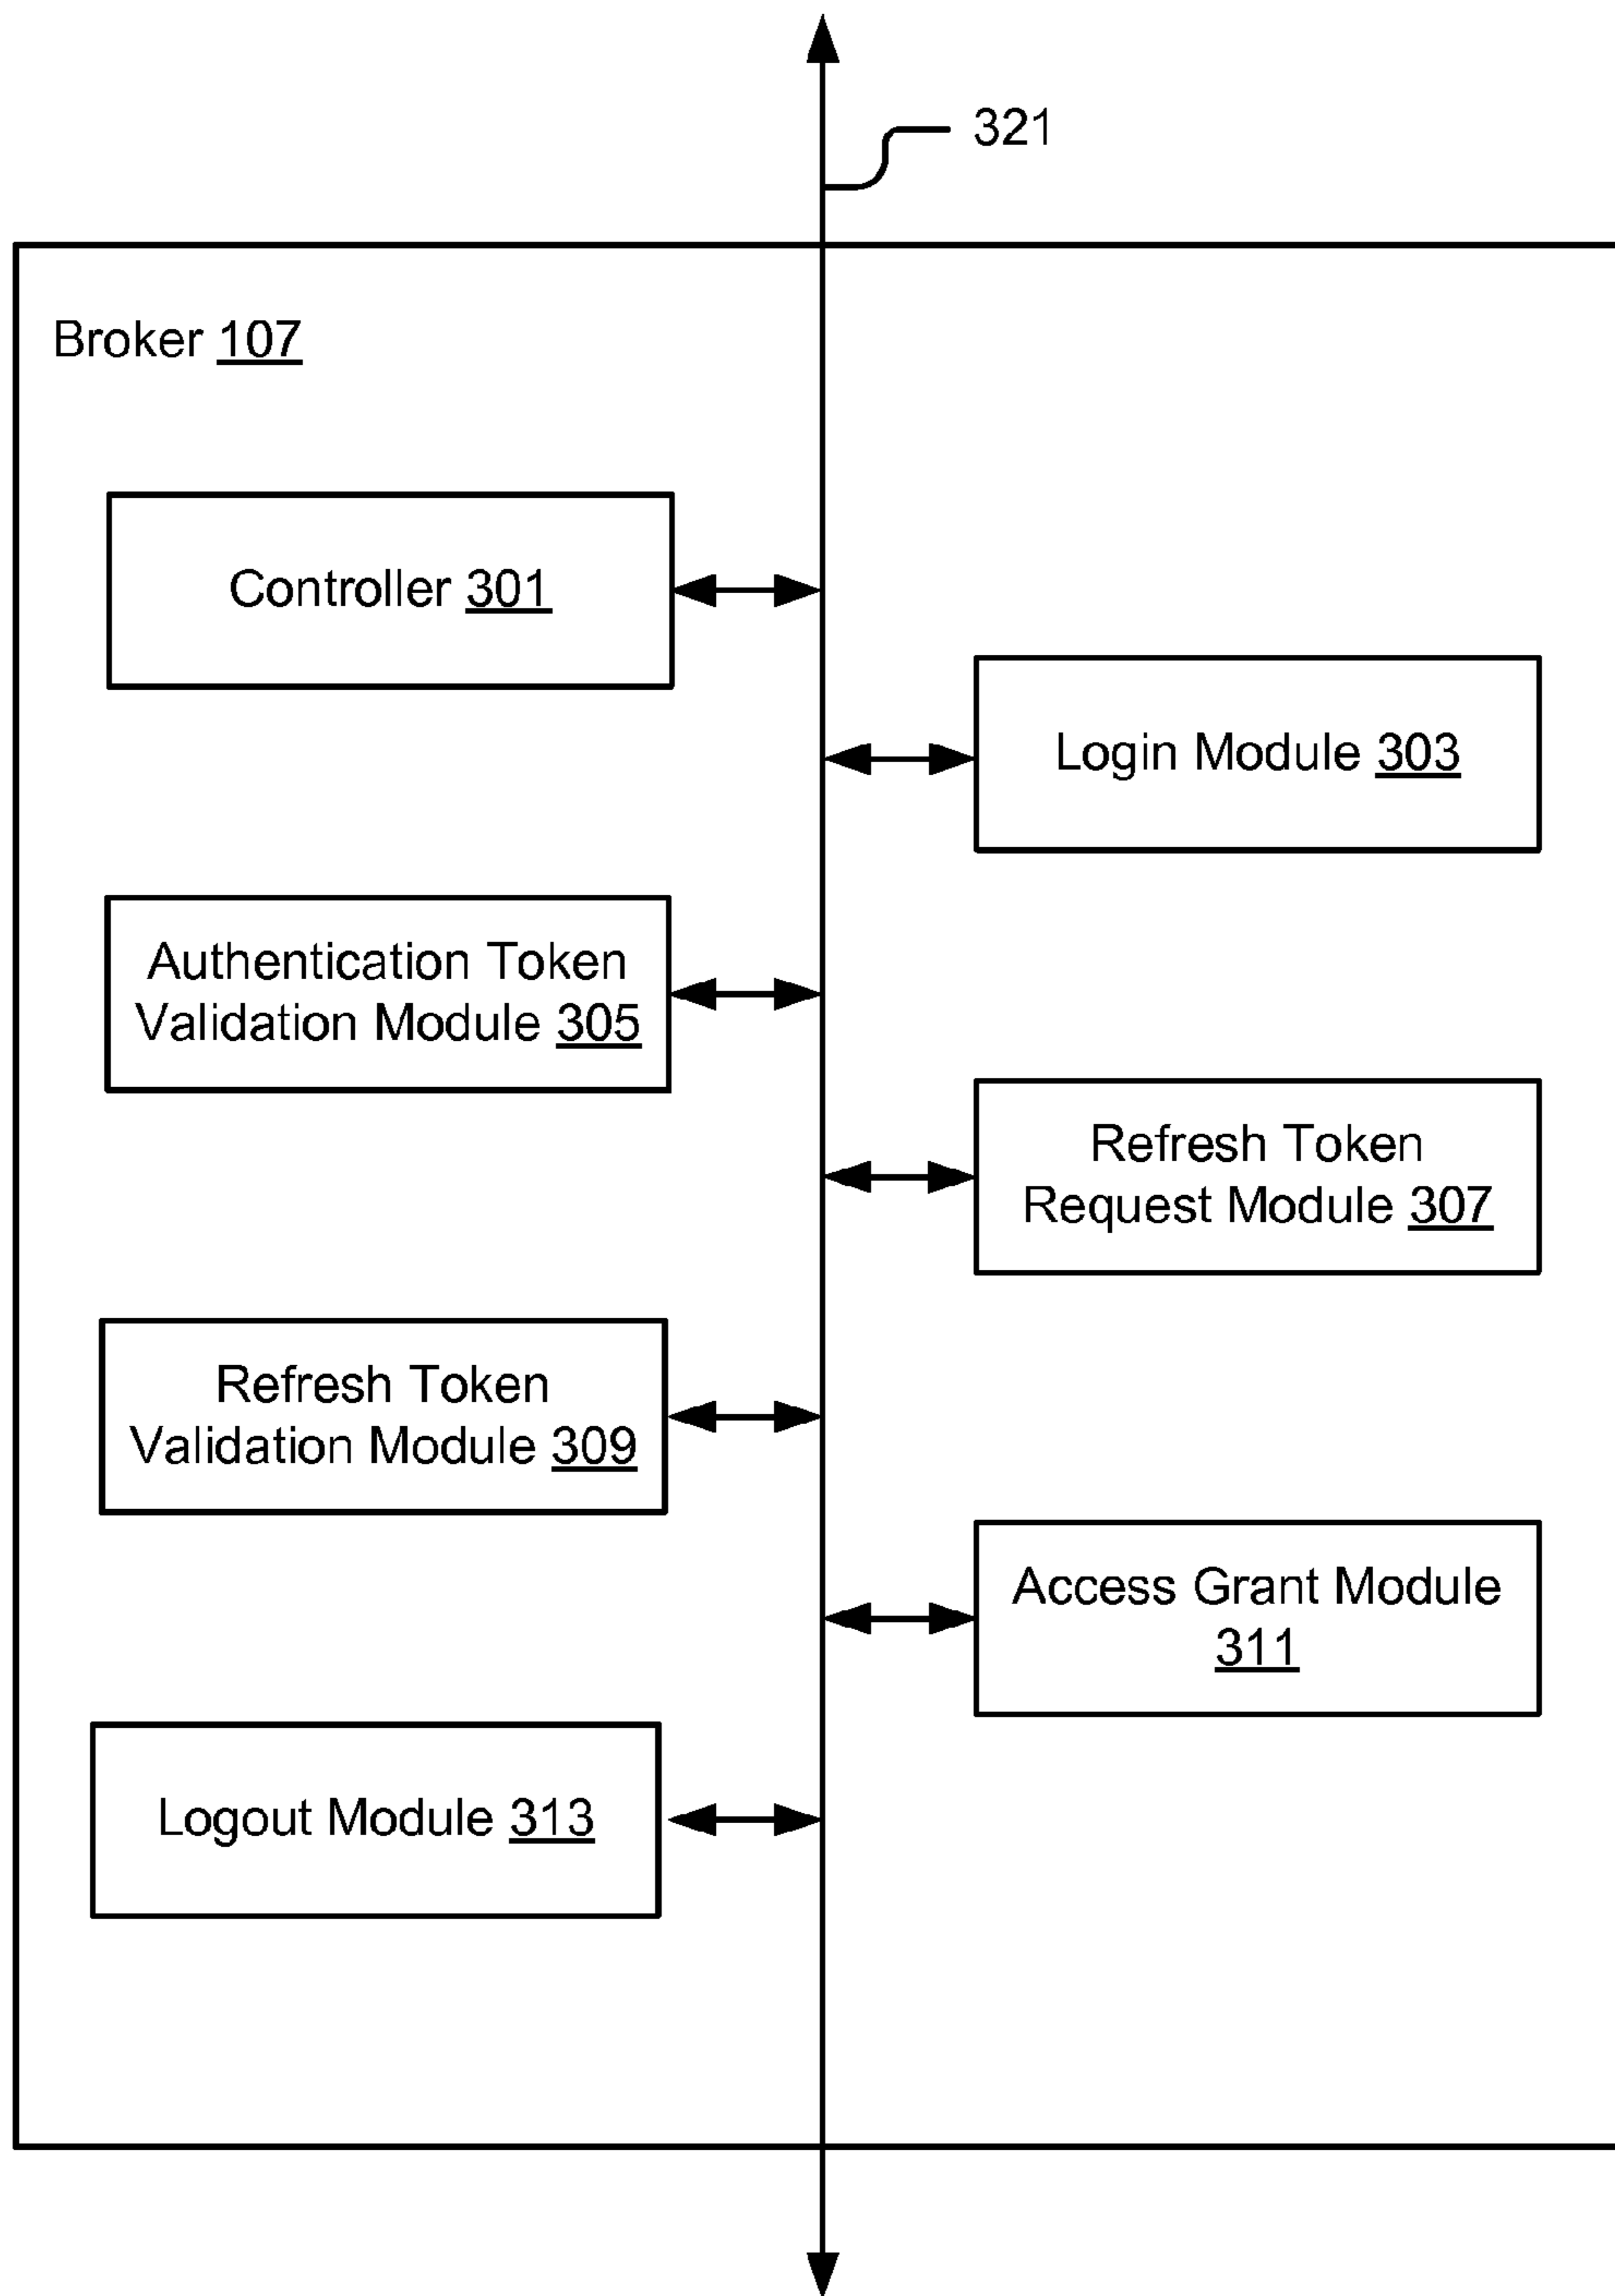 321
Broker 107
Controller 301
Login Module 303
Authentication Token
Validation Module 305
Refresh Token
Request Module 307
Refresh Token
Validation Module 309
Access Grant Module
311
Logout Module 313